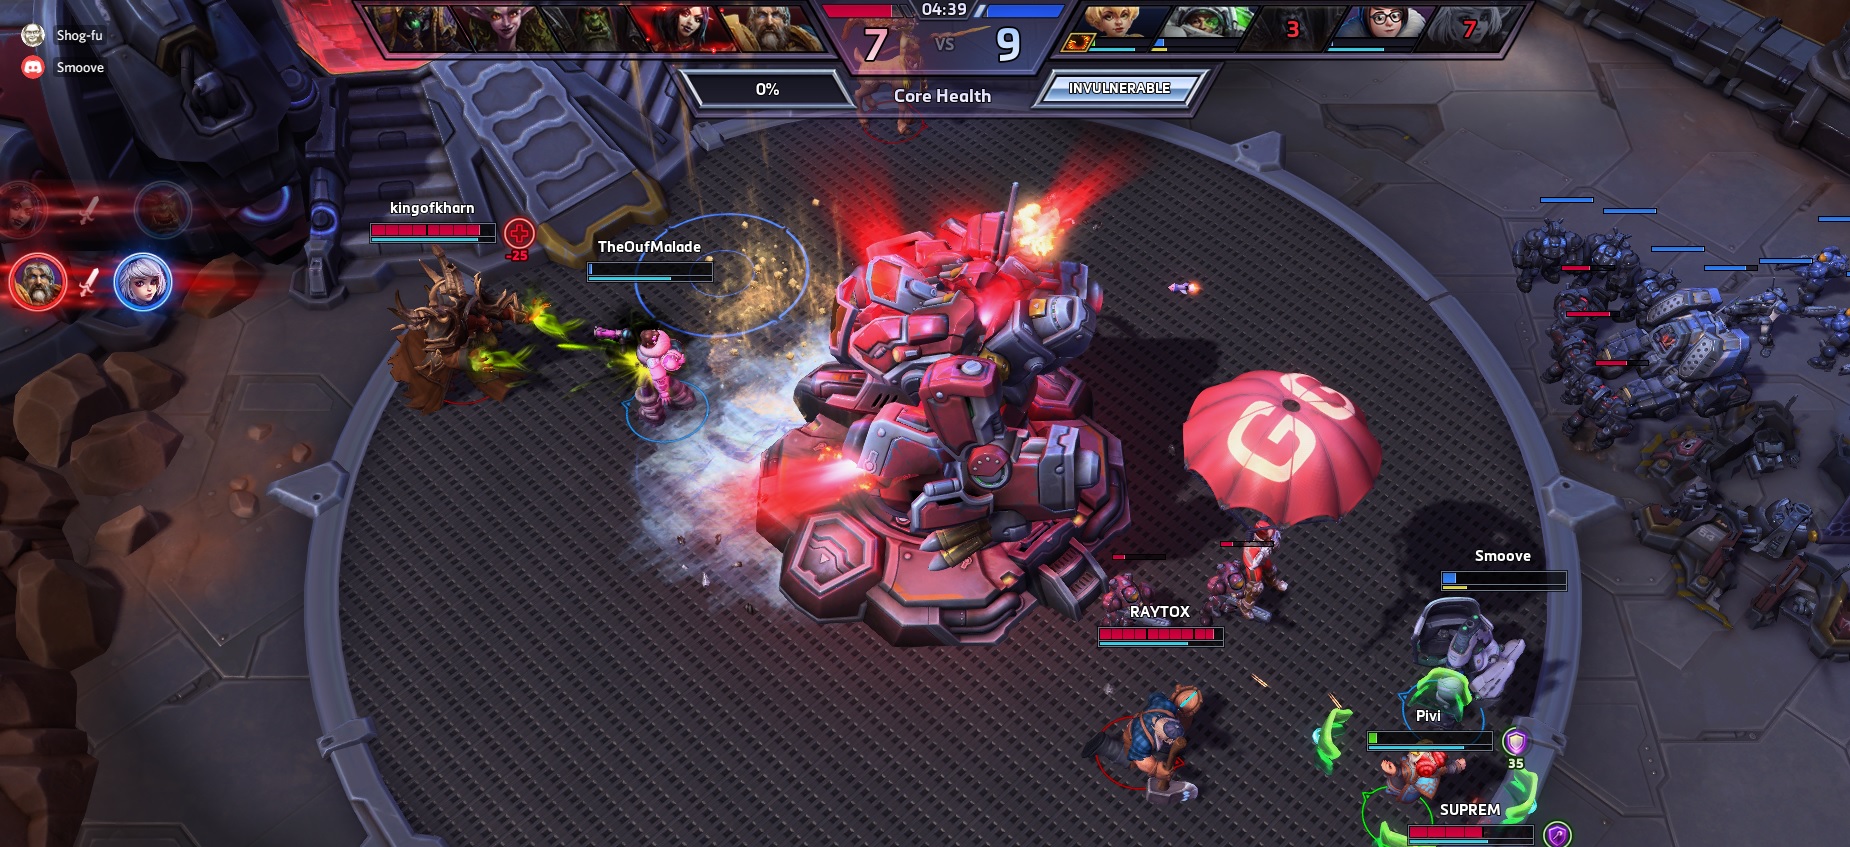 04:39
Shog-fu
7
VS
9
3
7
Smoove
0%
Core Health
INVULNERABLE
kingofkharn
-25
TheOufMalade
G G
Smoove
RAYTOX
Pivi
35
SUPREM